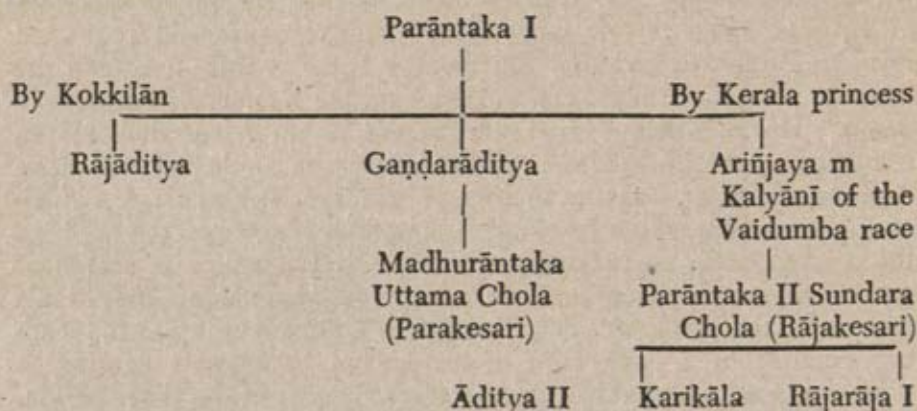 Parāntaka I
By Kokkilān By Kerala princess
Rājāditya Gaṇḍarāditya Ariñjaya m
Kalyānī of the
Vaidumba race
Madhurāntaka
Uttama Chola Parāntaka II Sundara
(Parakesari) Chola (Rājakesari)
Āditya II Karikāla Rājarāja I